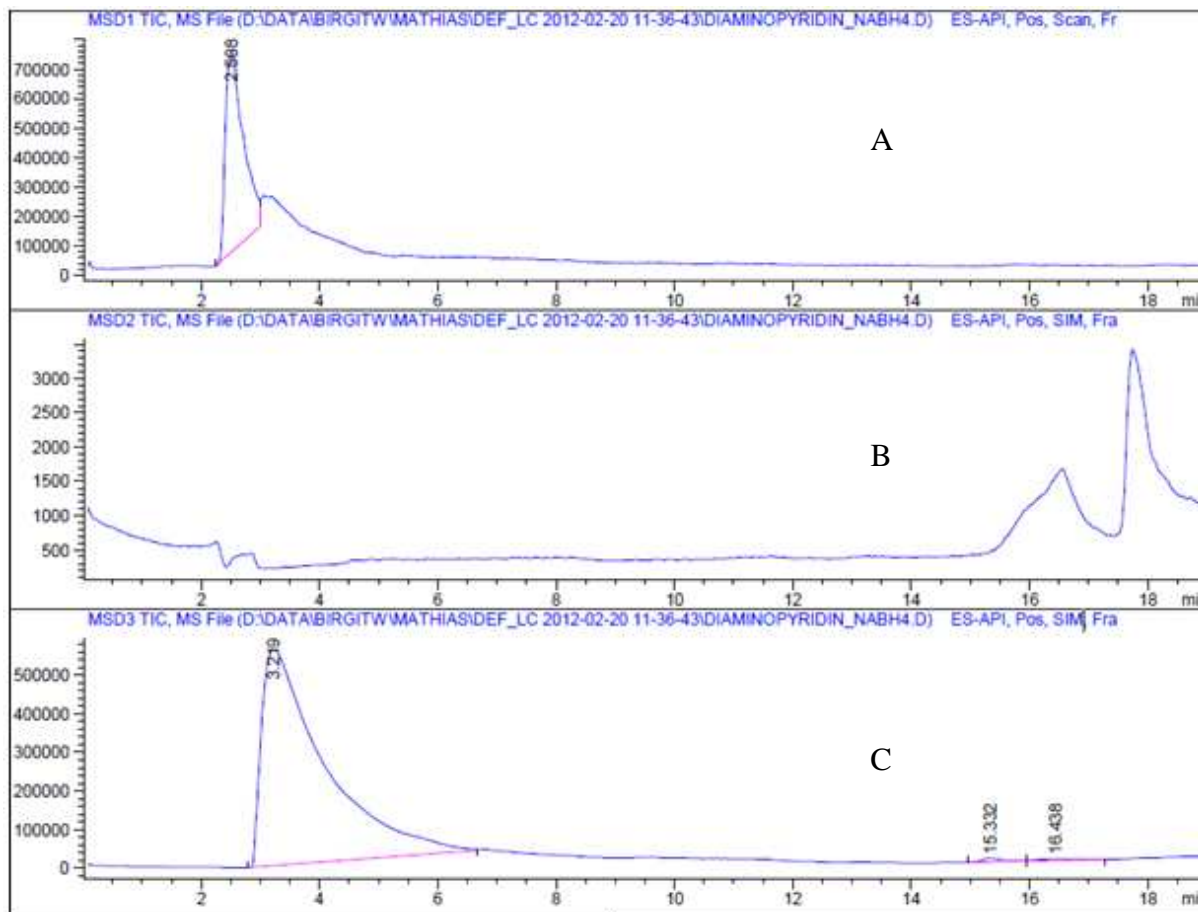 MSD1 TIC, MS File (D:\DATA\BIRGITW\MATHIAS\DEF_LC 2012-02-20 11-36-43\DIAMINOPYRIDIN_NABH4.D) ES-API, Pos, Scan, Fr
2.568
700000
600000
500000
400000
300000
200000
100000
0
A
2 4 6 8 10 12 14 16 18 mi
MSD2 TIC, MS File (D:\DATA\BIRGITW\MATHIAS\DEF_LC 2012-02-20 11-36-43\DIAMINOPYRIDIN_NABH4.D) ES-API, Pos, SIM, Fra
3000
2500
2000
1500
1000
500
B
2 4 6 8 10 12 14 16 18 mi
MSD3 TIC, MS File (D:\DATA\BIRGITW\MATHIAS\DEF_LC 2012-02-20 11-36-43\DIAMINOPYRIDIN_NABH4.D) ES-API, Pos, SIM, Fra
3.219
500000
400000
300000
200000
100000
0
C
15.332
16.438
2 4 6 8 10 12 14 16 18 mi